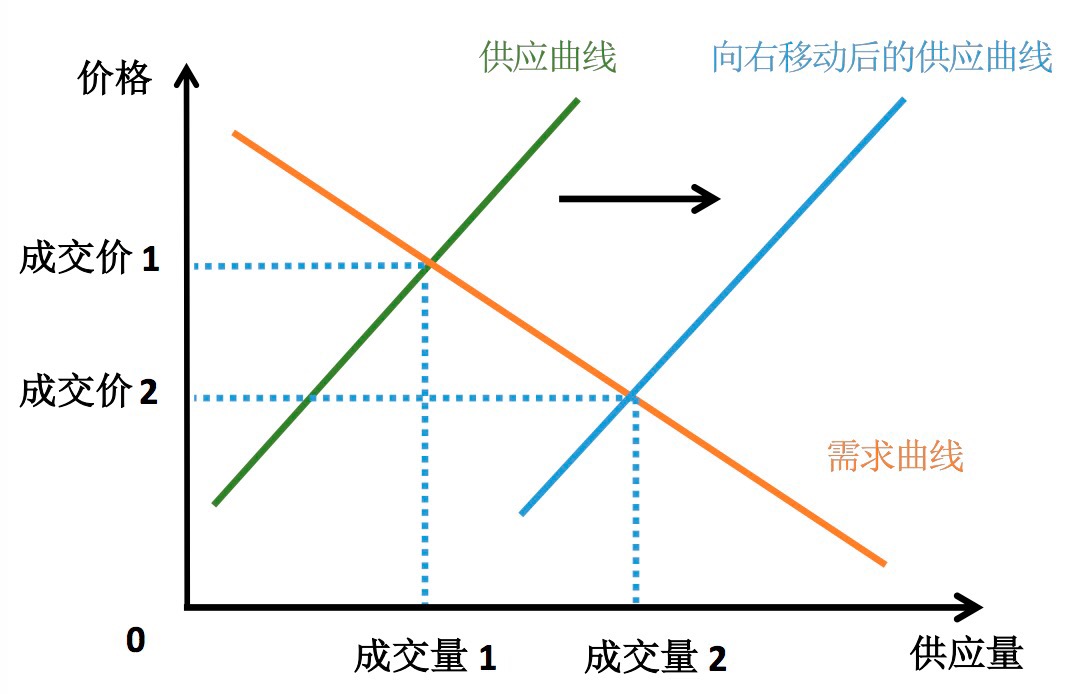 供应曲线
向右移动后的供应曲线
价格
成交价 1
成交价 2
需求曲线
0
成交量 1
成交量 2
供应量